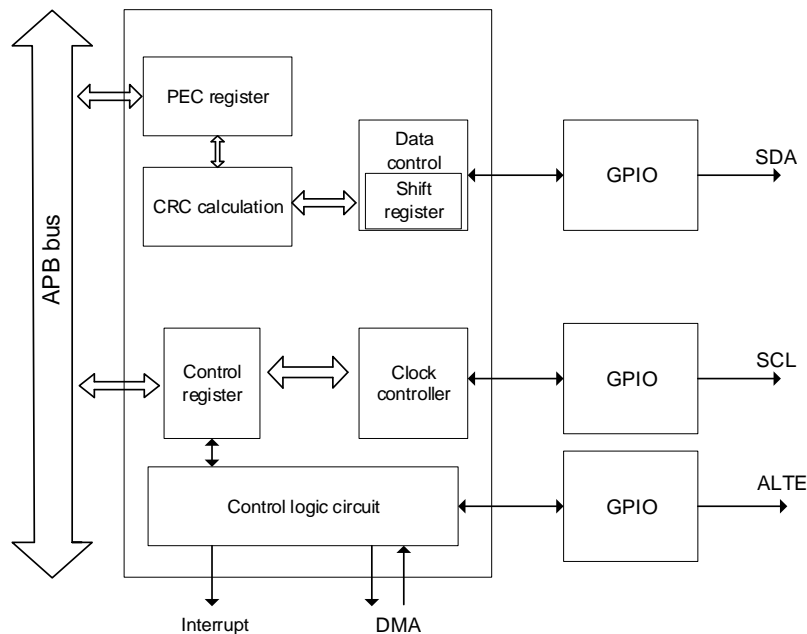 APB bus
PEC register
CRC calculation
Data
control
Shift
register
GPIO
SDA
Control
register
Clock
controller
GPIO
SCL
Control logic circuit
GPIO
ALTE
Interrupt
DMA